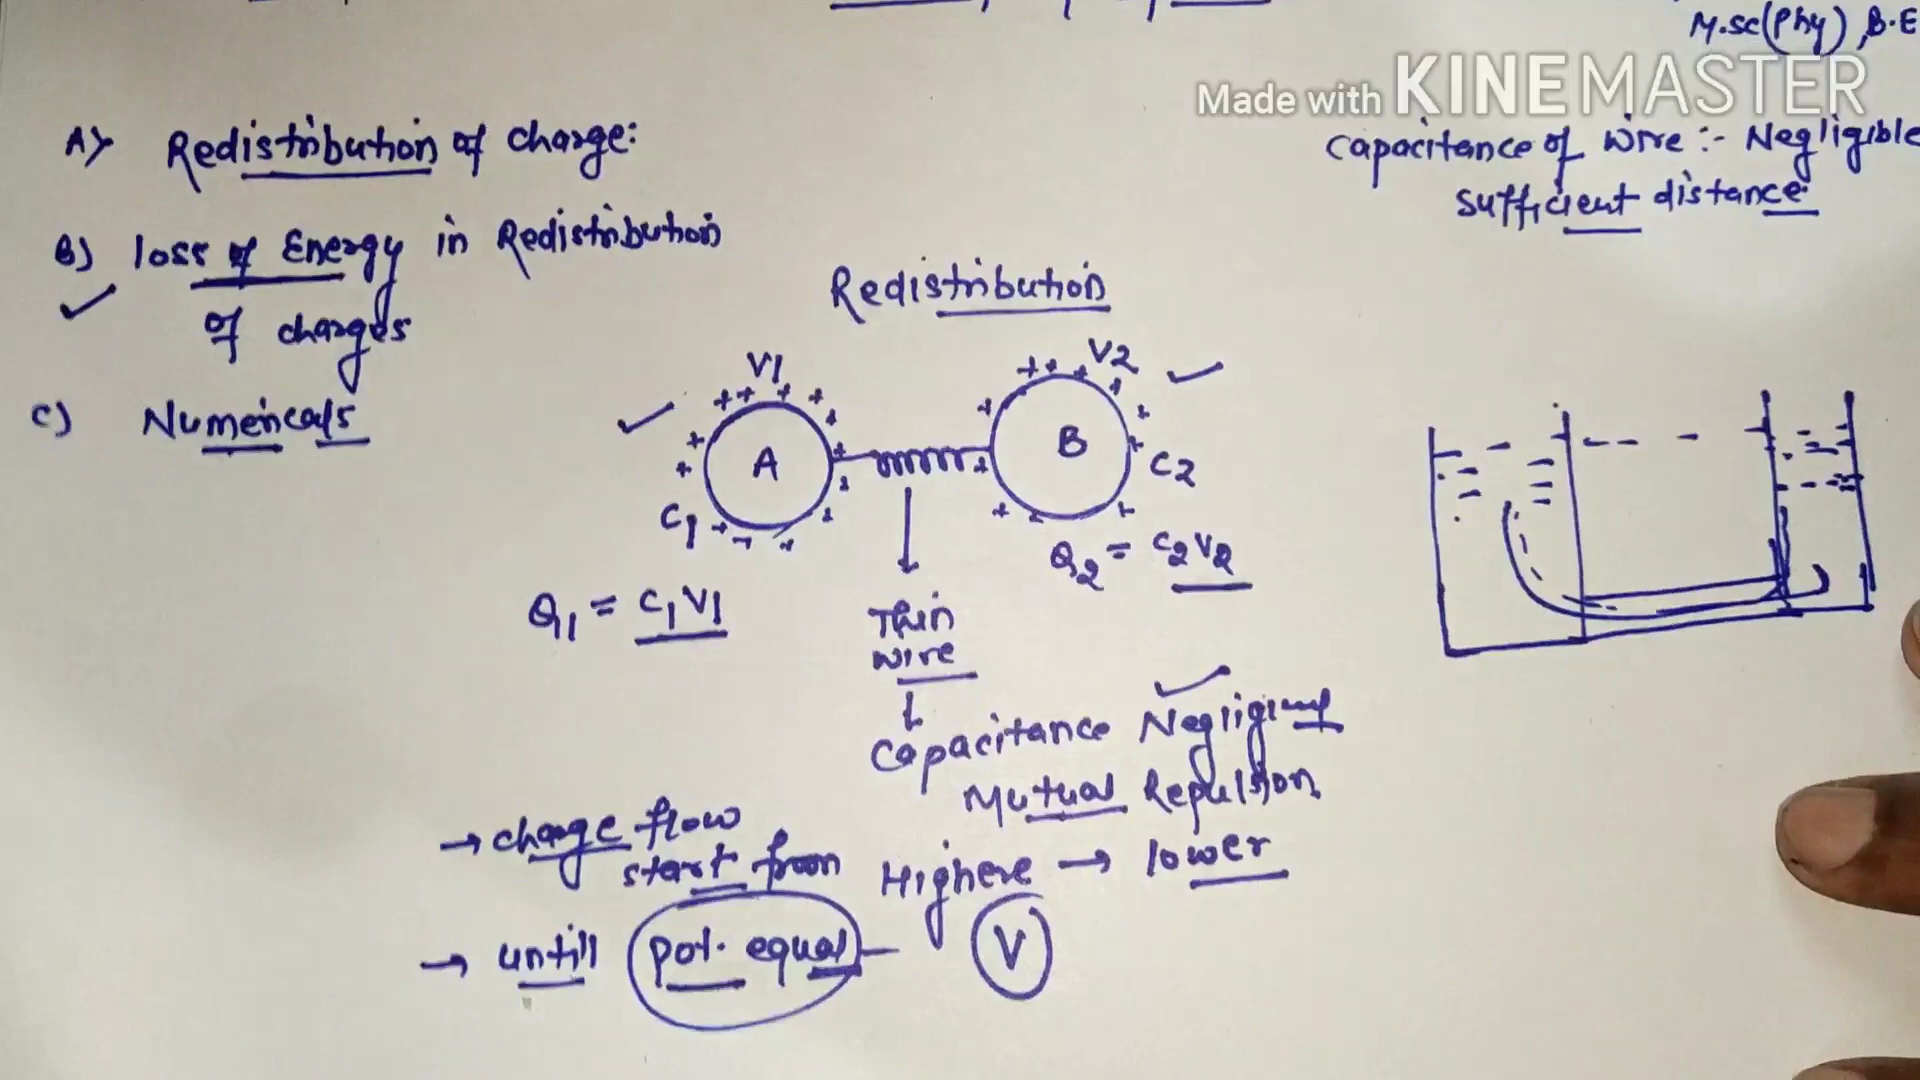 M.Sc(Phy), B.E
Made with KINEMASTER
A) Redistribution of charge:
Capacitance of wire :- Negligible
sufficient distance
B) loss of Energy in Redistribution
of charges
C) Numericals
Redistribution
V1
V2
A
B
C1
C2
Q1 = C1V1
Q2 = C2V2
Thin
wire
Capacitance
Mutual Repulsion
→ charge flow
start from Highere → lower
→ untill pot. equal — V